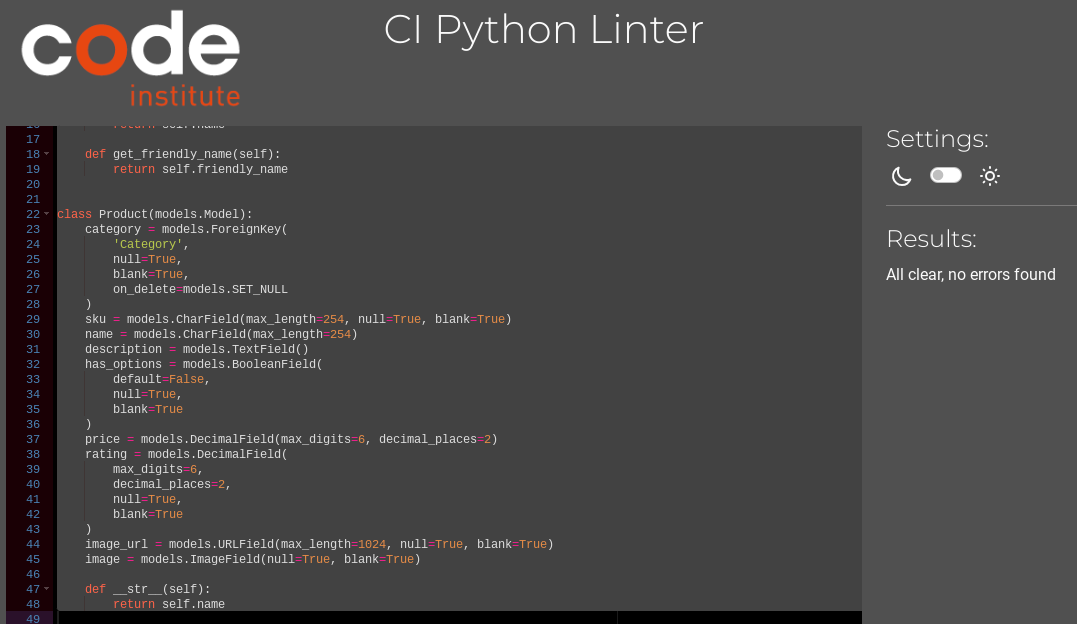 code
institute
CI Python Linter
16 return self.name
17
18 def get_friendly_name(self):
19 return self.friendly_name
20
21
22 class Product(models.Model):
23 category = models.ForeignKey(
24 'Category',
25 null=True,
26 blank=True,
27 on_delete=models.SET_NULL
28 )
29 sku = models.CharField(max_length=254, null=True, blank=True)
30 name = models.CharField(max_length=254)
31 description = models.TextField()
32 has_options = models.BooleanField(
33 default=False,
34 null=True,
35 blank=True
36 )
37 price = models.DecimalField(max_digits=6, decimal_places=2)
38 rating = models.DecimalField(
39 max_digits=6,
40 decimal_places=2,
41 null=True,
42 blank=True
43 )
44 image_url = models.URLField(max_length=1024, null=True, blank=True)
45 image = models.ImageField(null=True, blank=True)
46
47 def __str__(self):
48 return self.name
49
Settings:
Results:
All clear, no errors found